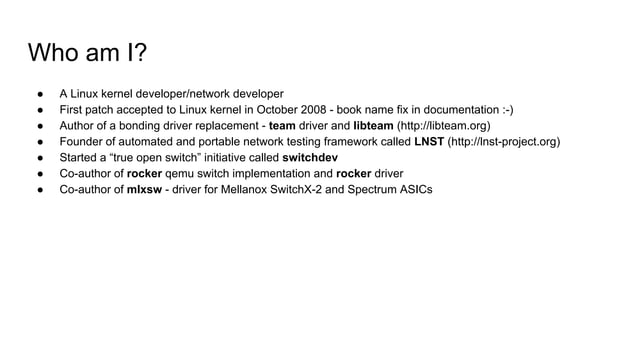 Who am I?
● A Linux kernel developer/network developer
● First patch accepted to Linux kernel in October 2008 - book name fix in documentation :-)
● Author of a bonding driver replacement - team driver and libteam (http://libteam.org)
● Founder of automated and portable network testing framework called LNST (http://lnst-project.org)
● Started a “true open switch” initiative called switchdev
● Co-author of rocker qemu switch implementation and rocker driver
● Co-author of mlxsw - driver for Mellanox SwitchX-2 and Spectrum ASICs